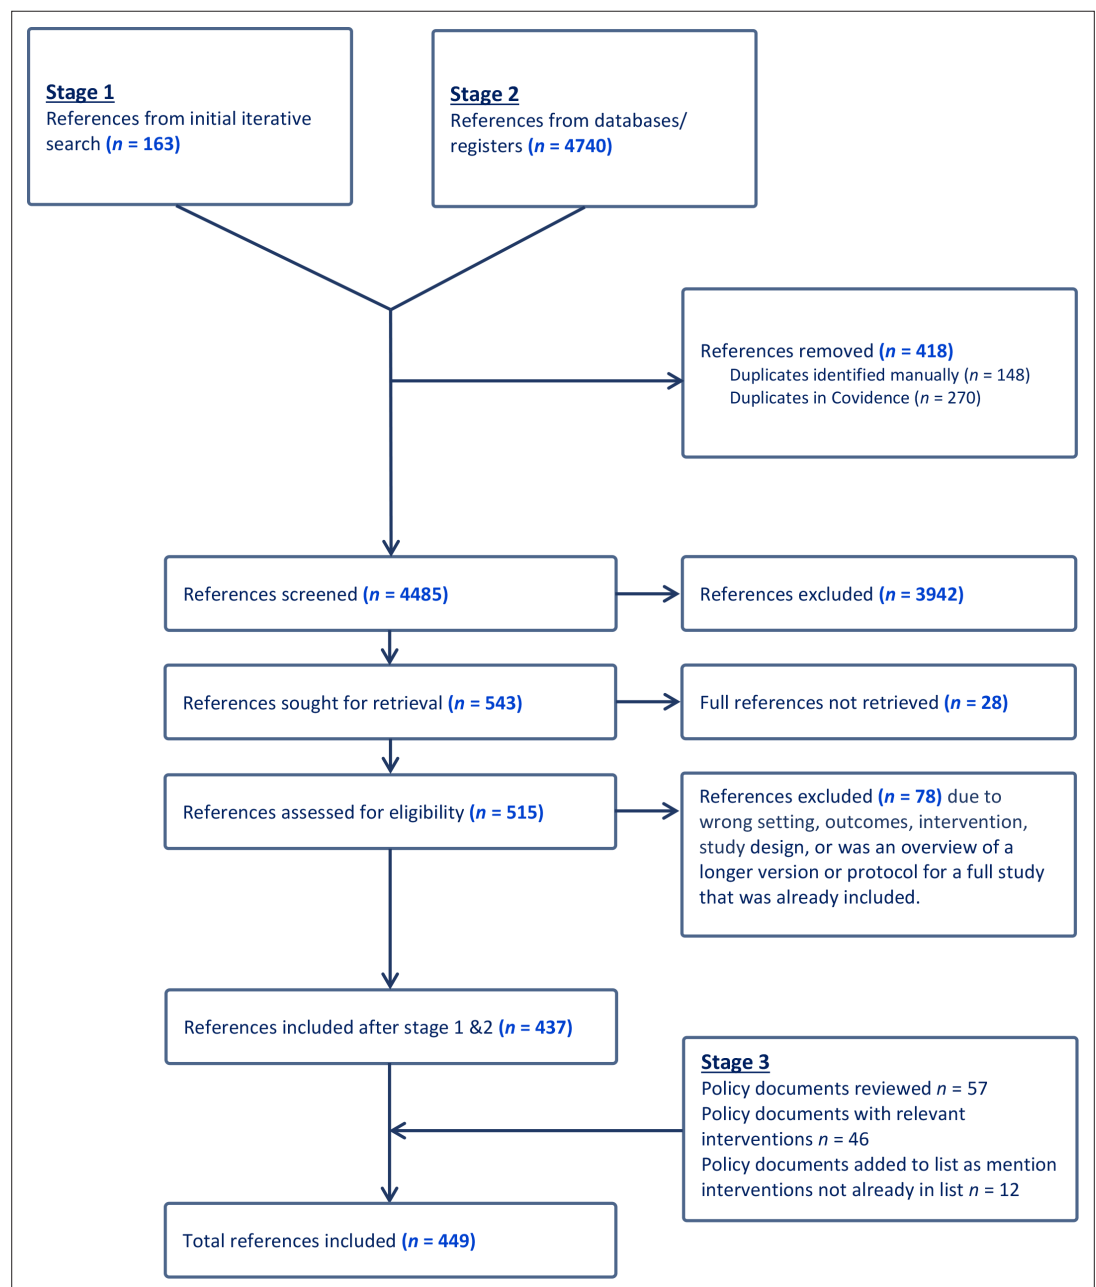 Stage 1
References from initial iterative
search (n = 163)
Stage 2
References from databases/
registers (n = 4740)
References removed (n = 418)
Duplicates identified manually (n = 148)
Duplicates in Covidence (n = 270)
References screened (n = 4485)
References excluded (n = 3942)
References sought for retrieval (n = 543)
Full references not retrieved (n = 28)
References assessed for eligibility (n = 515)
References excluded (n = 78) due to
wrong setting, outcomes, intervention,
study design, or was an overview of a
longer version or protocol for a full study
that was already included.
References included after stage 1 &2 (n = 437)
Stage 3
Policy documents reviewed n = 57
Policy documents with relevant
interventions n = 46
Policy documents added to list as mention
interventions not already in list n = 12
Total references included (n = 449)